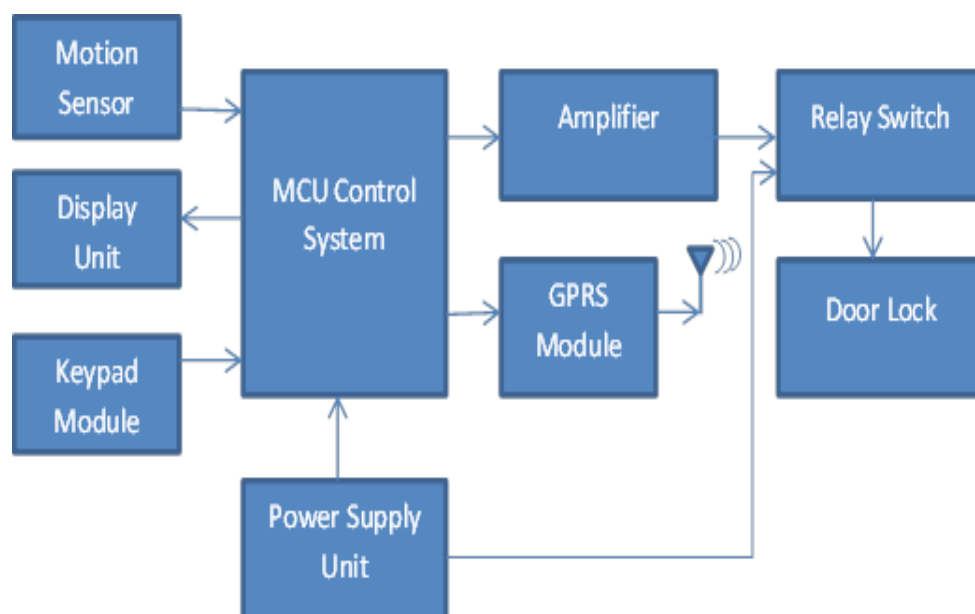 Motion
Sensor
Display
Unit
Keypad
Module
MCU Control
System
Power Supply
Unit
Amplifier
GPRS
Module
Relay Switch
Door Lock